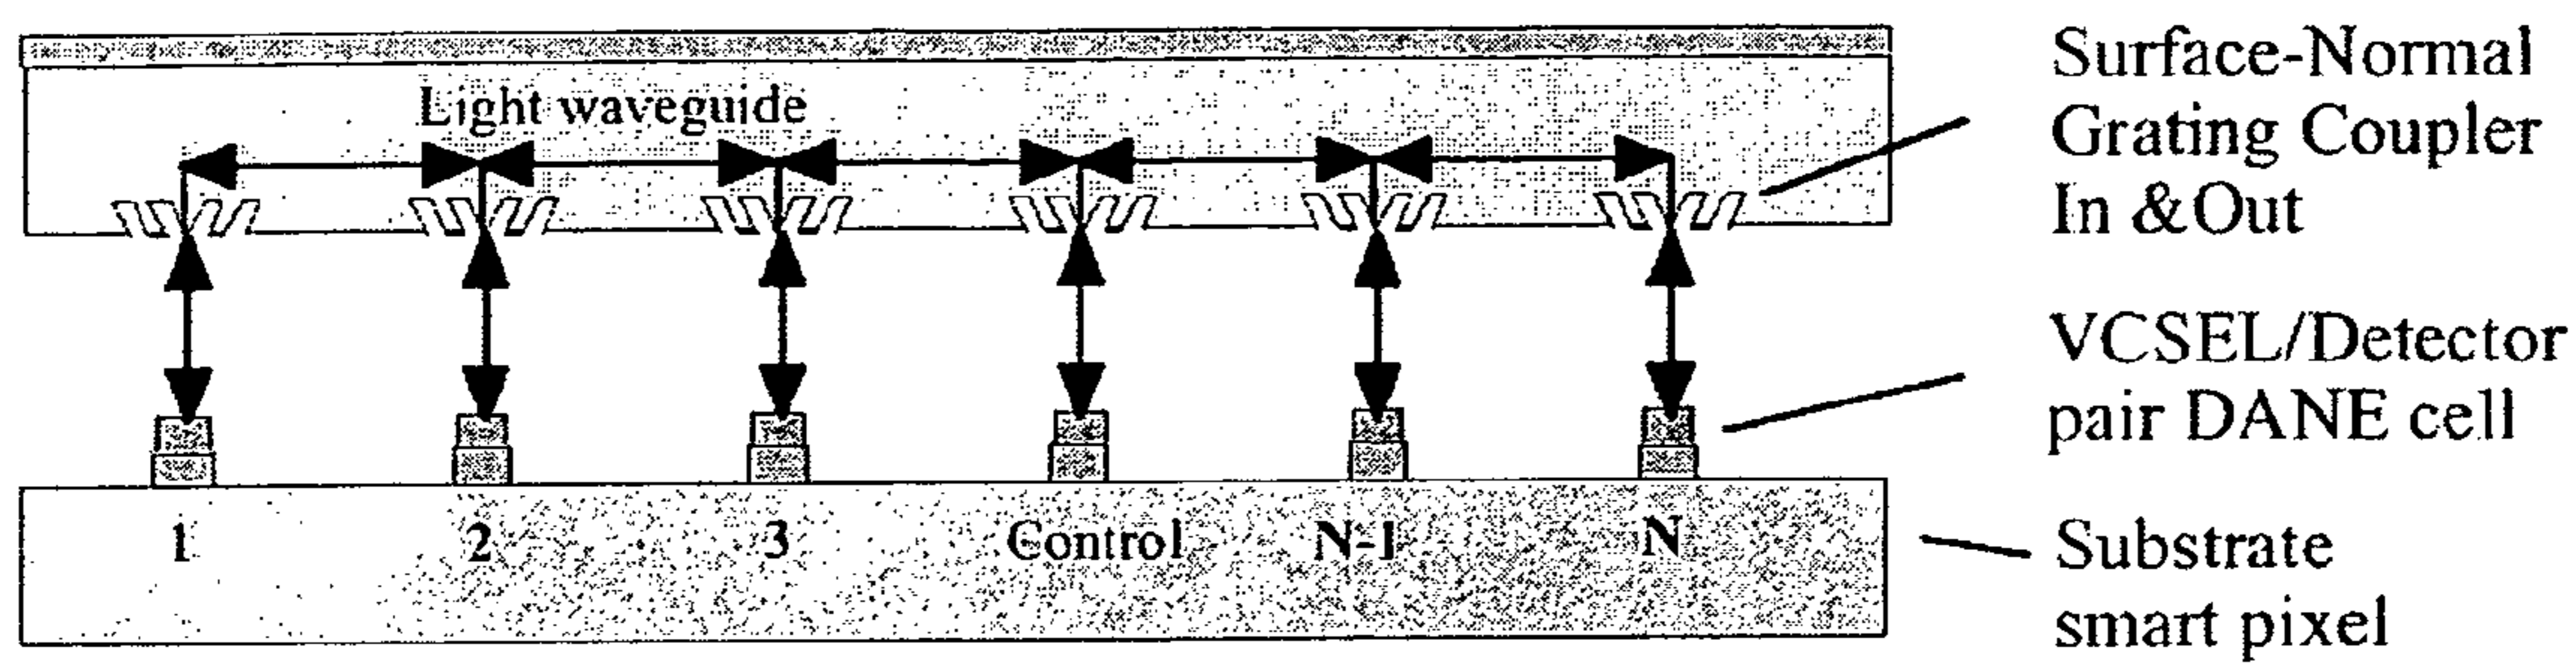 Light waveguide
Surface-Normal
Grating Coupler
In &Out
VCSEL/Detector
pair DANE cell
1 2 3 Control N-1 N
Substrate
smart pixel